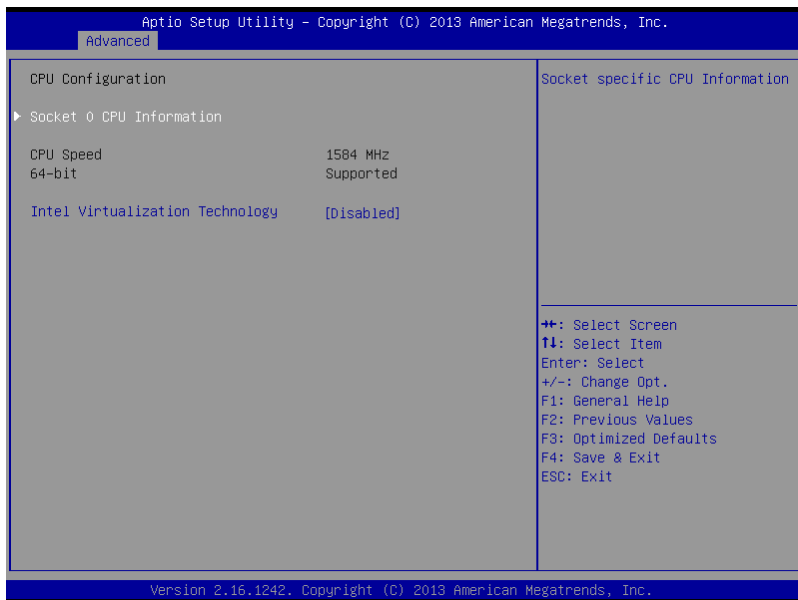 Aptio Setup Utility – Copyright (C) 2013 American Megatrends, Inc.
Advanced
CPU Configuration
Socket 0 CPU Information
CPU Speed 1584 MHz
64-bit Supported
Intel Virtualization Technology [Disabled]
Socket specific CPU Information
→←: Select Screen
↑↓: Select Item
Enter: Select
+/-: Change Opt.
F1: General Help
F2: Previous Values
F3: Optimized Defaults
F4: Save & Exit
ESC: Exit
Version 2.16.1242. Copyright (C) 2013 American Megatrends, Inc.